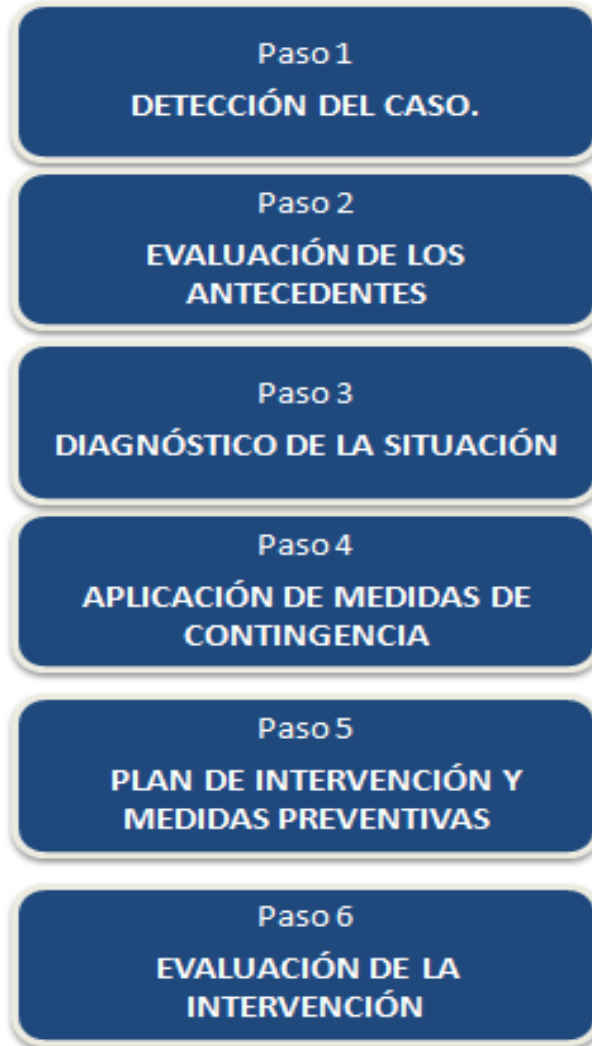 Paso 1
DETECCIÓN DEL CASO.
Paso 2
EVALUACIÓN DE LOS
ANTECEDENTES
Paso 3
DIAGNÓSTICO DE LA SITUACIÓN
Paso 4
APLICACIÓN DE MEDIDAS DE
CONTINGENCIA
Paso 5
PLAN DE INTERVENCIÓN Y
MEDIDAS PREVENTIVAS
Paso 6
EVALUACIÓN DE LA
INTERVENCIÓN